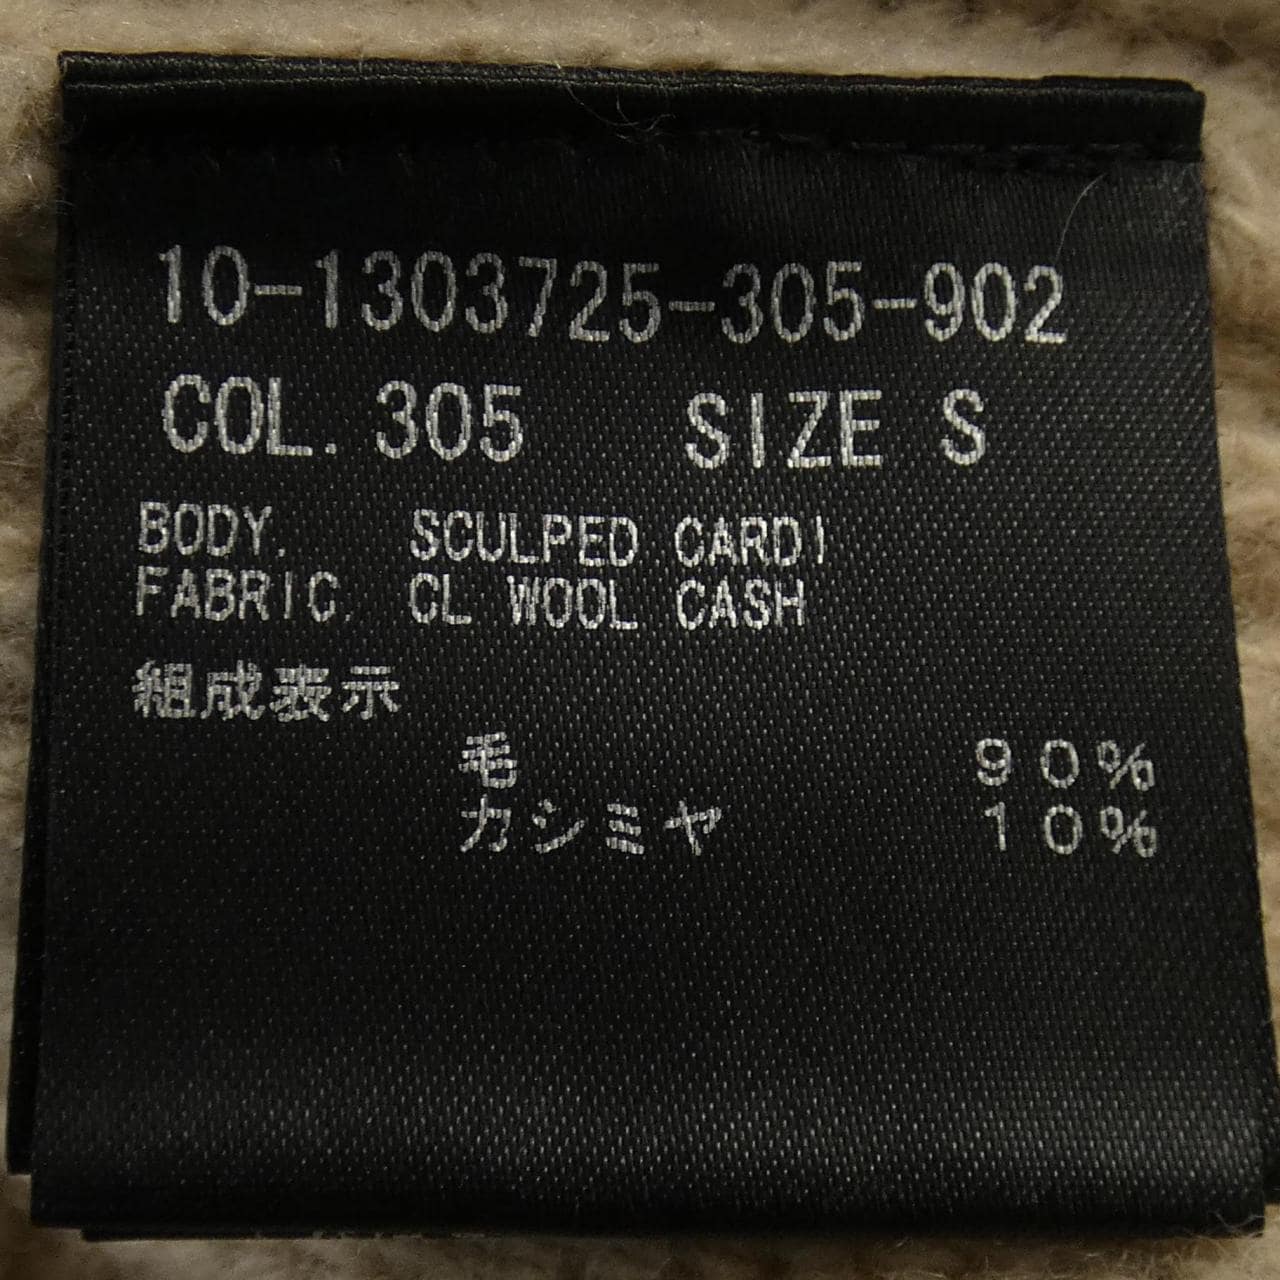 10-1303725-305-902
COL. 305 SIZE S
BODY. SCULPED CARDI
FABRIC. CL WOOL CASH
組成表示
毛 90%
カシミヤ 10%